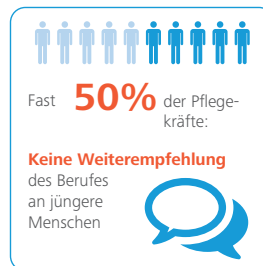 Fast 50% der Pflege-
kräfte:
Keine Weiterempfehlung
des Berufes
an jüngere
Menschen